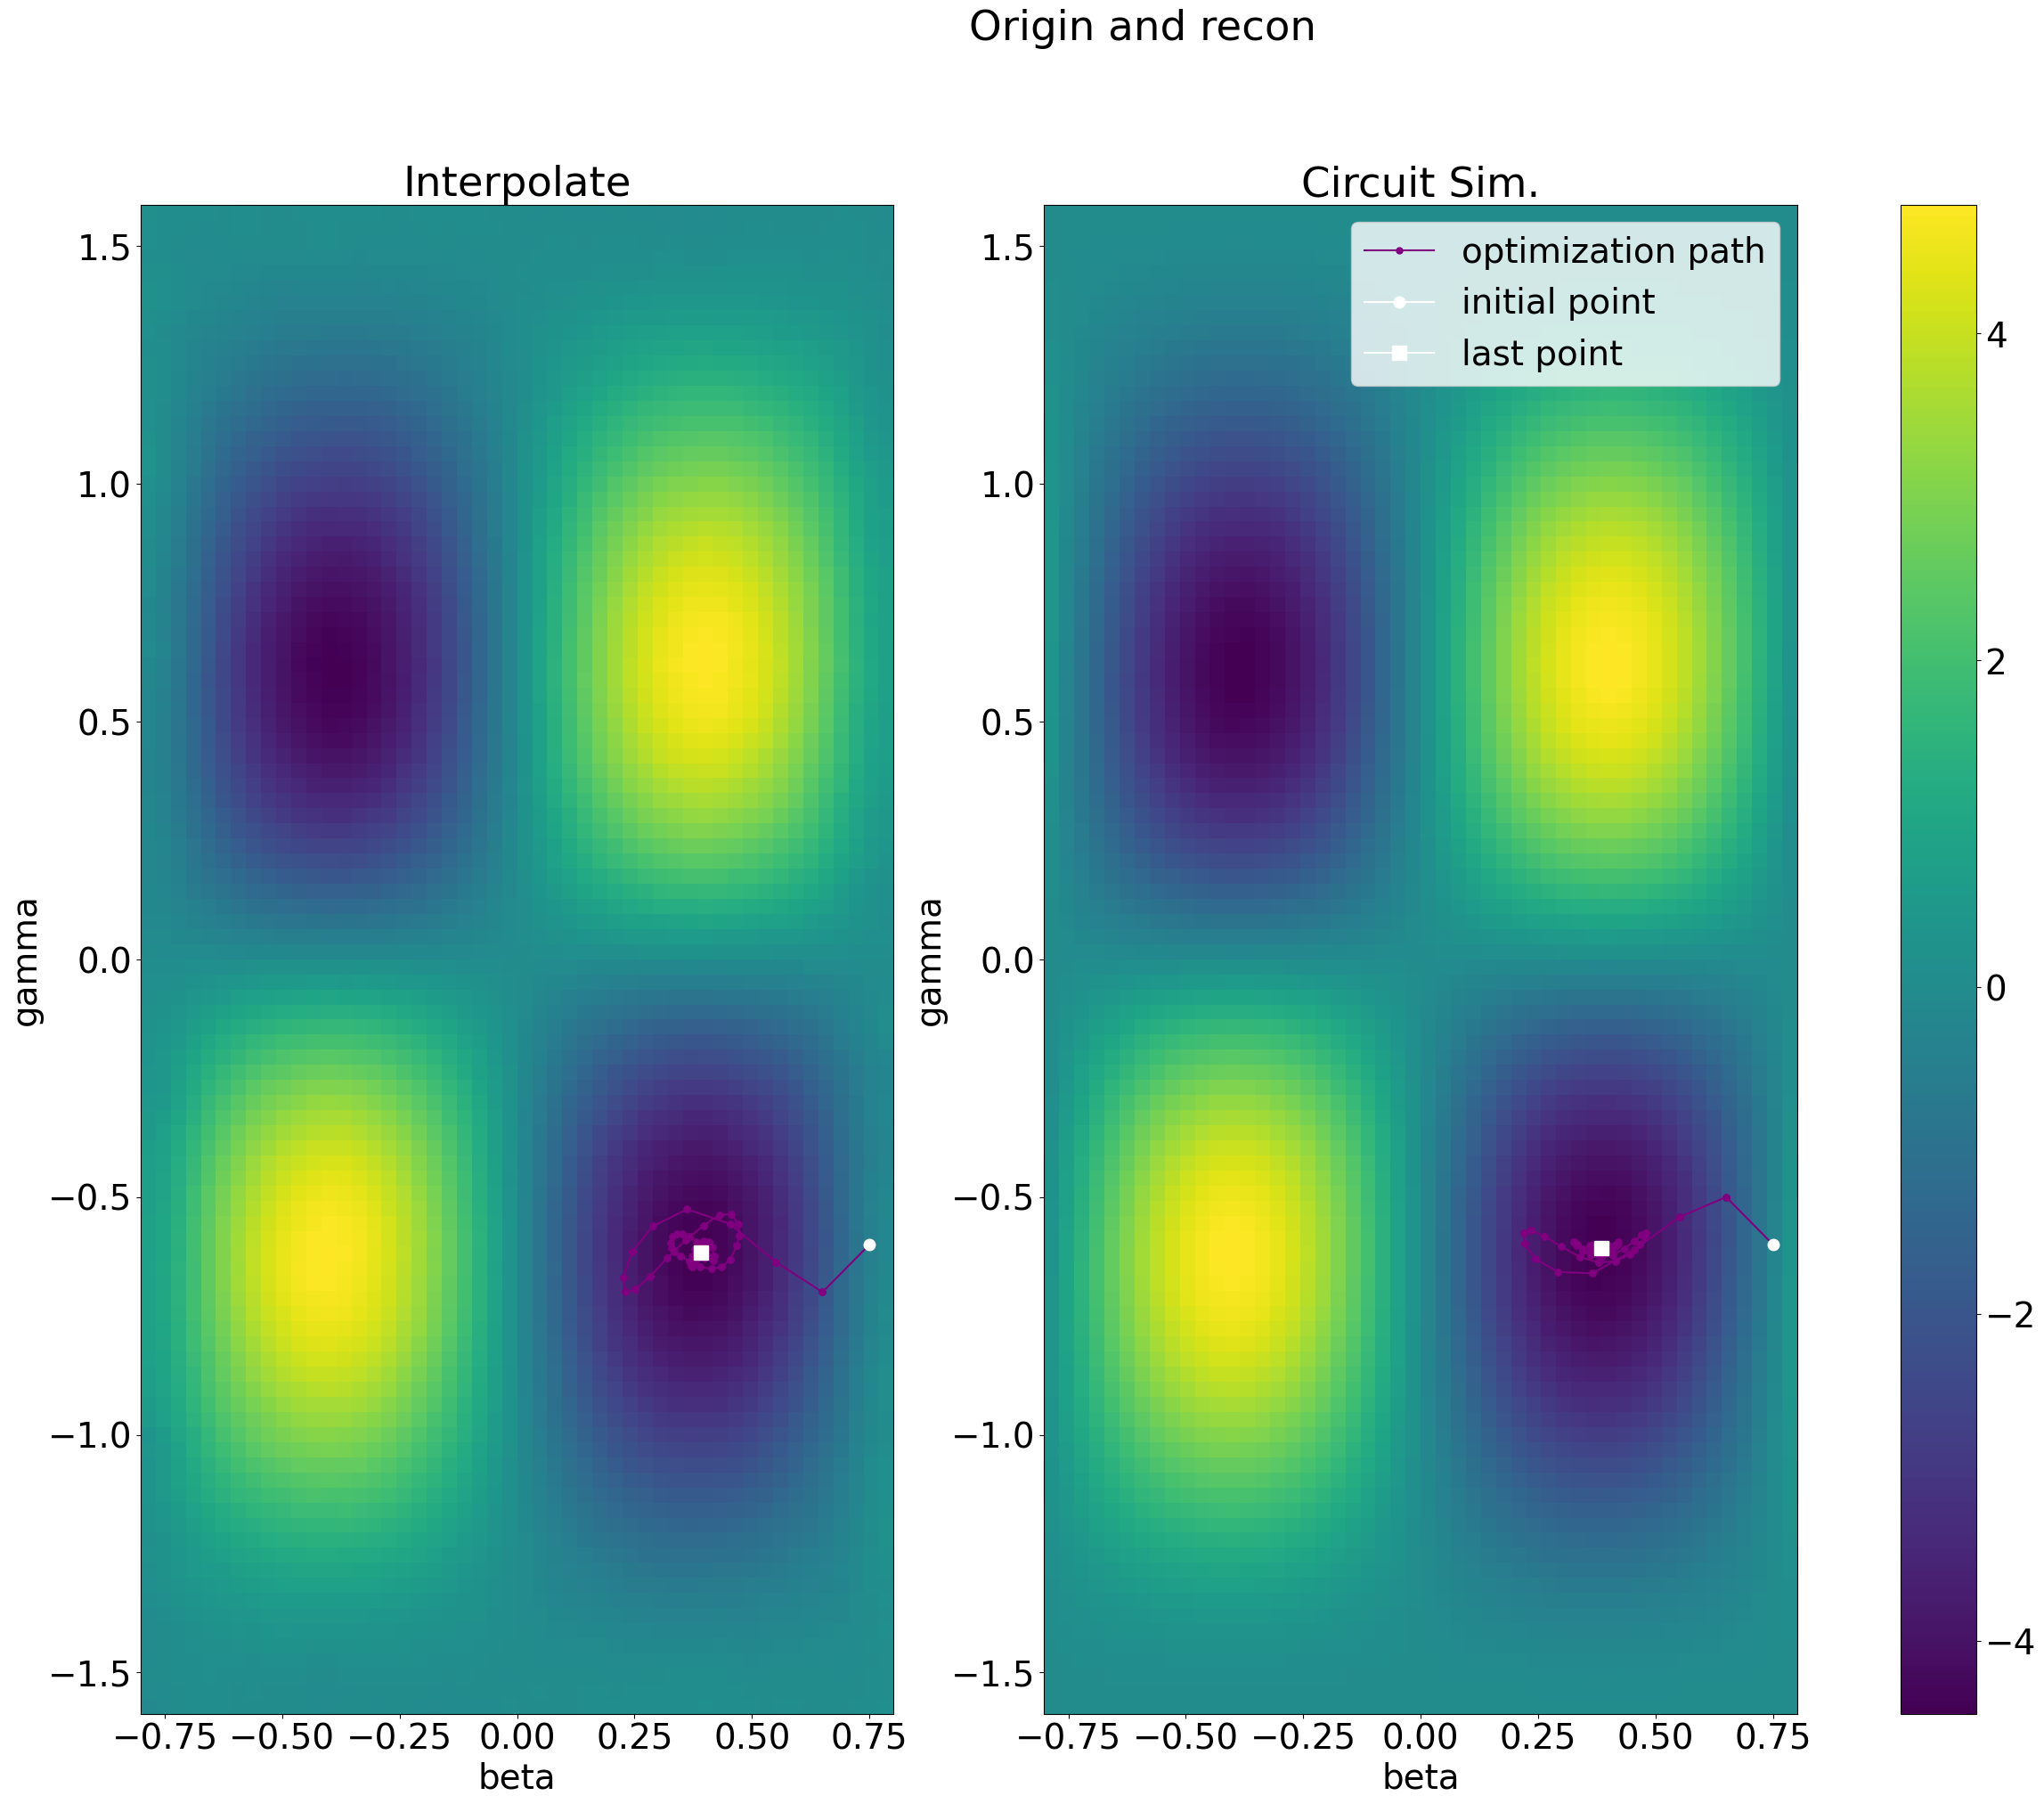 Origin and recon
Interpolate
Circuit Sim.
optimization path
initial point
last point
1.5
1.0
0.5
0.0
−0.5
−1.0
−1.5
gamma
−0.75 −0.50 −0.25 0.00 0.25 0.50 0.75
beta
1.5
1.0
0.5
0.0
−0.5
−1.0
−1.5
gamma
−0.75 −0.50 −0.25 0.00 0.25 0.50 0.75
beta
4
2
0
−2
−4